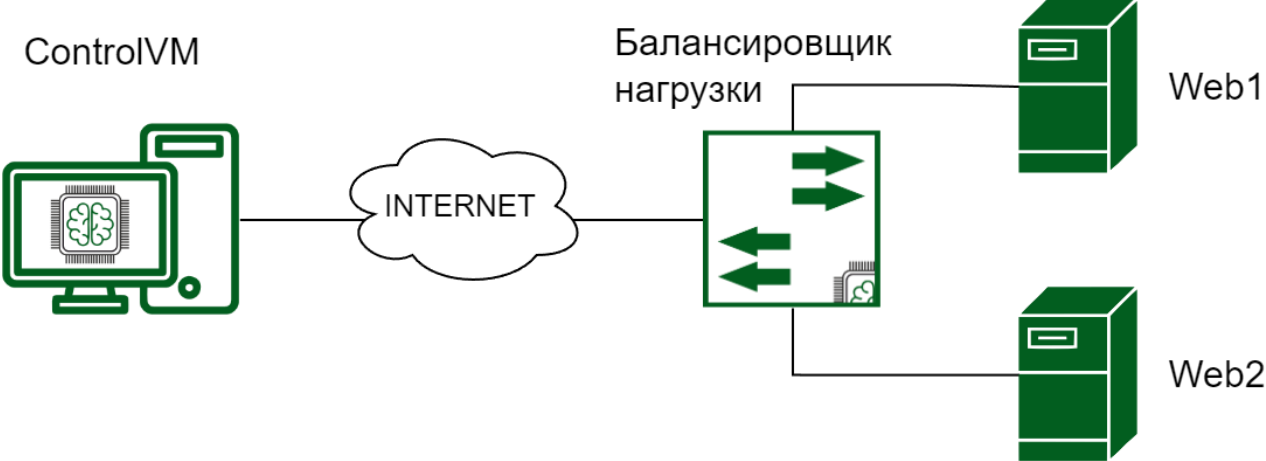 ControlVM
Балансировщик
нагрузки
Web1
INTERNET
Web2